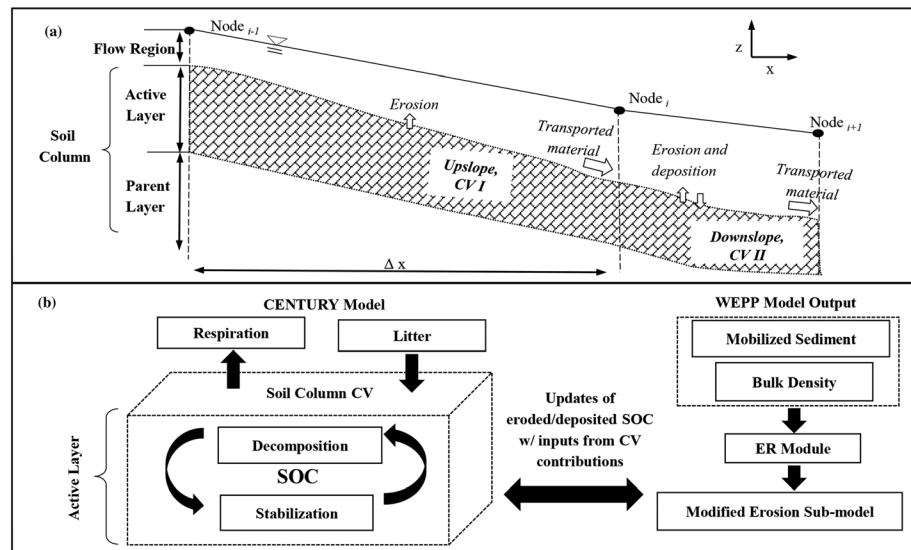 (a)
Node i-1
Flow Region
Active
Layer
Soil
Column
Parent
Layer
Erosion
z
x
Node i
Node i+1
Transported
material
Erosion and
deposition
Transported
material
Upslope,
CV I
Downslope,
CV II
Δ x
(b)
CENTURY Model
Respiration
Litter
Soil Column CV
Active Layer
Decomposition
SOC
Stabilization
Updates of
eroded/deposited SOC
w/ inputs from CV
contributions
WEPP Model Output
Mobilized Sediment
Bulk Density
ER Module
Modified Erosion Sub-model